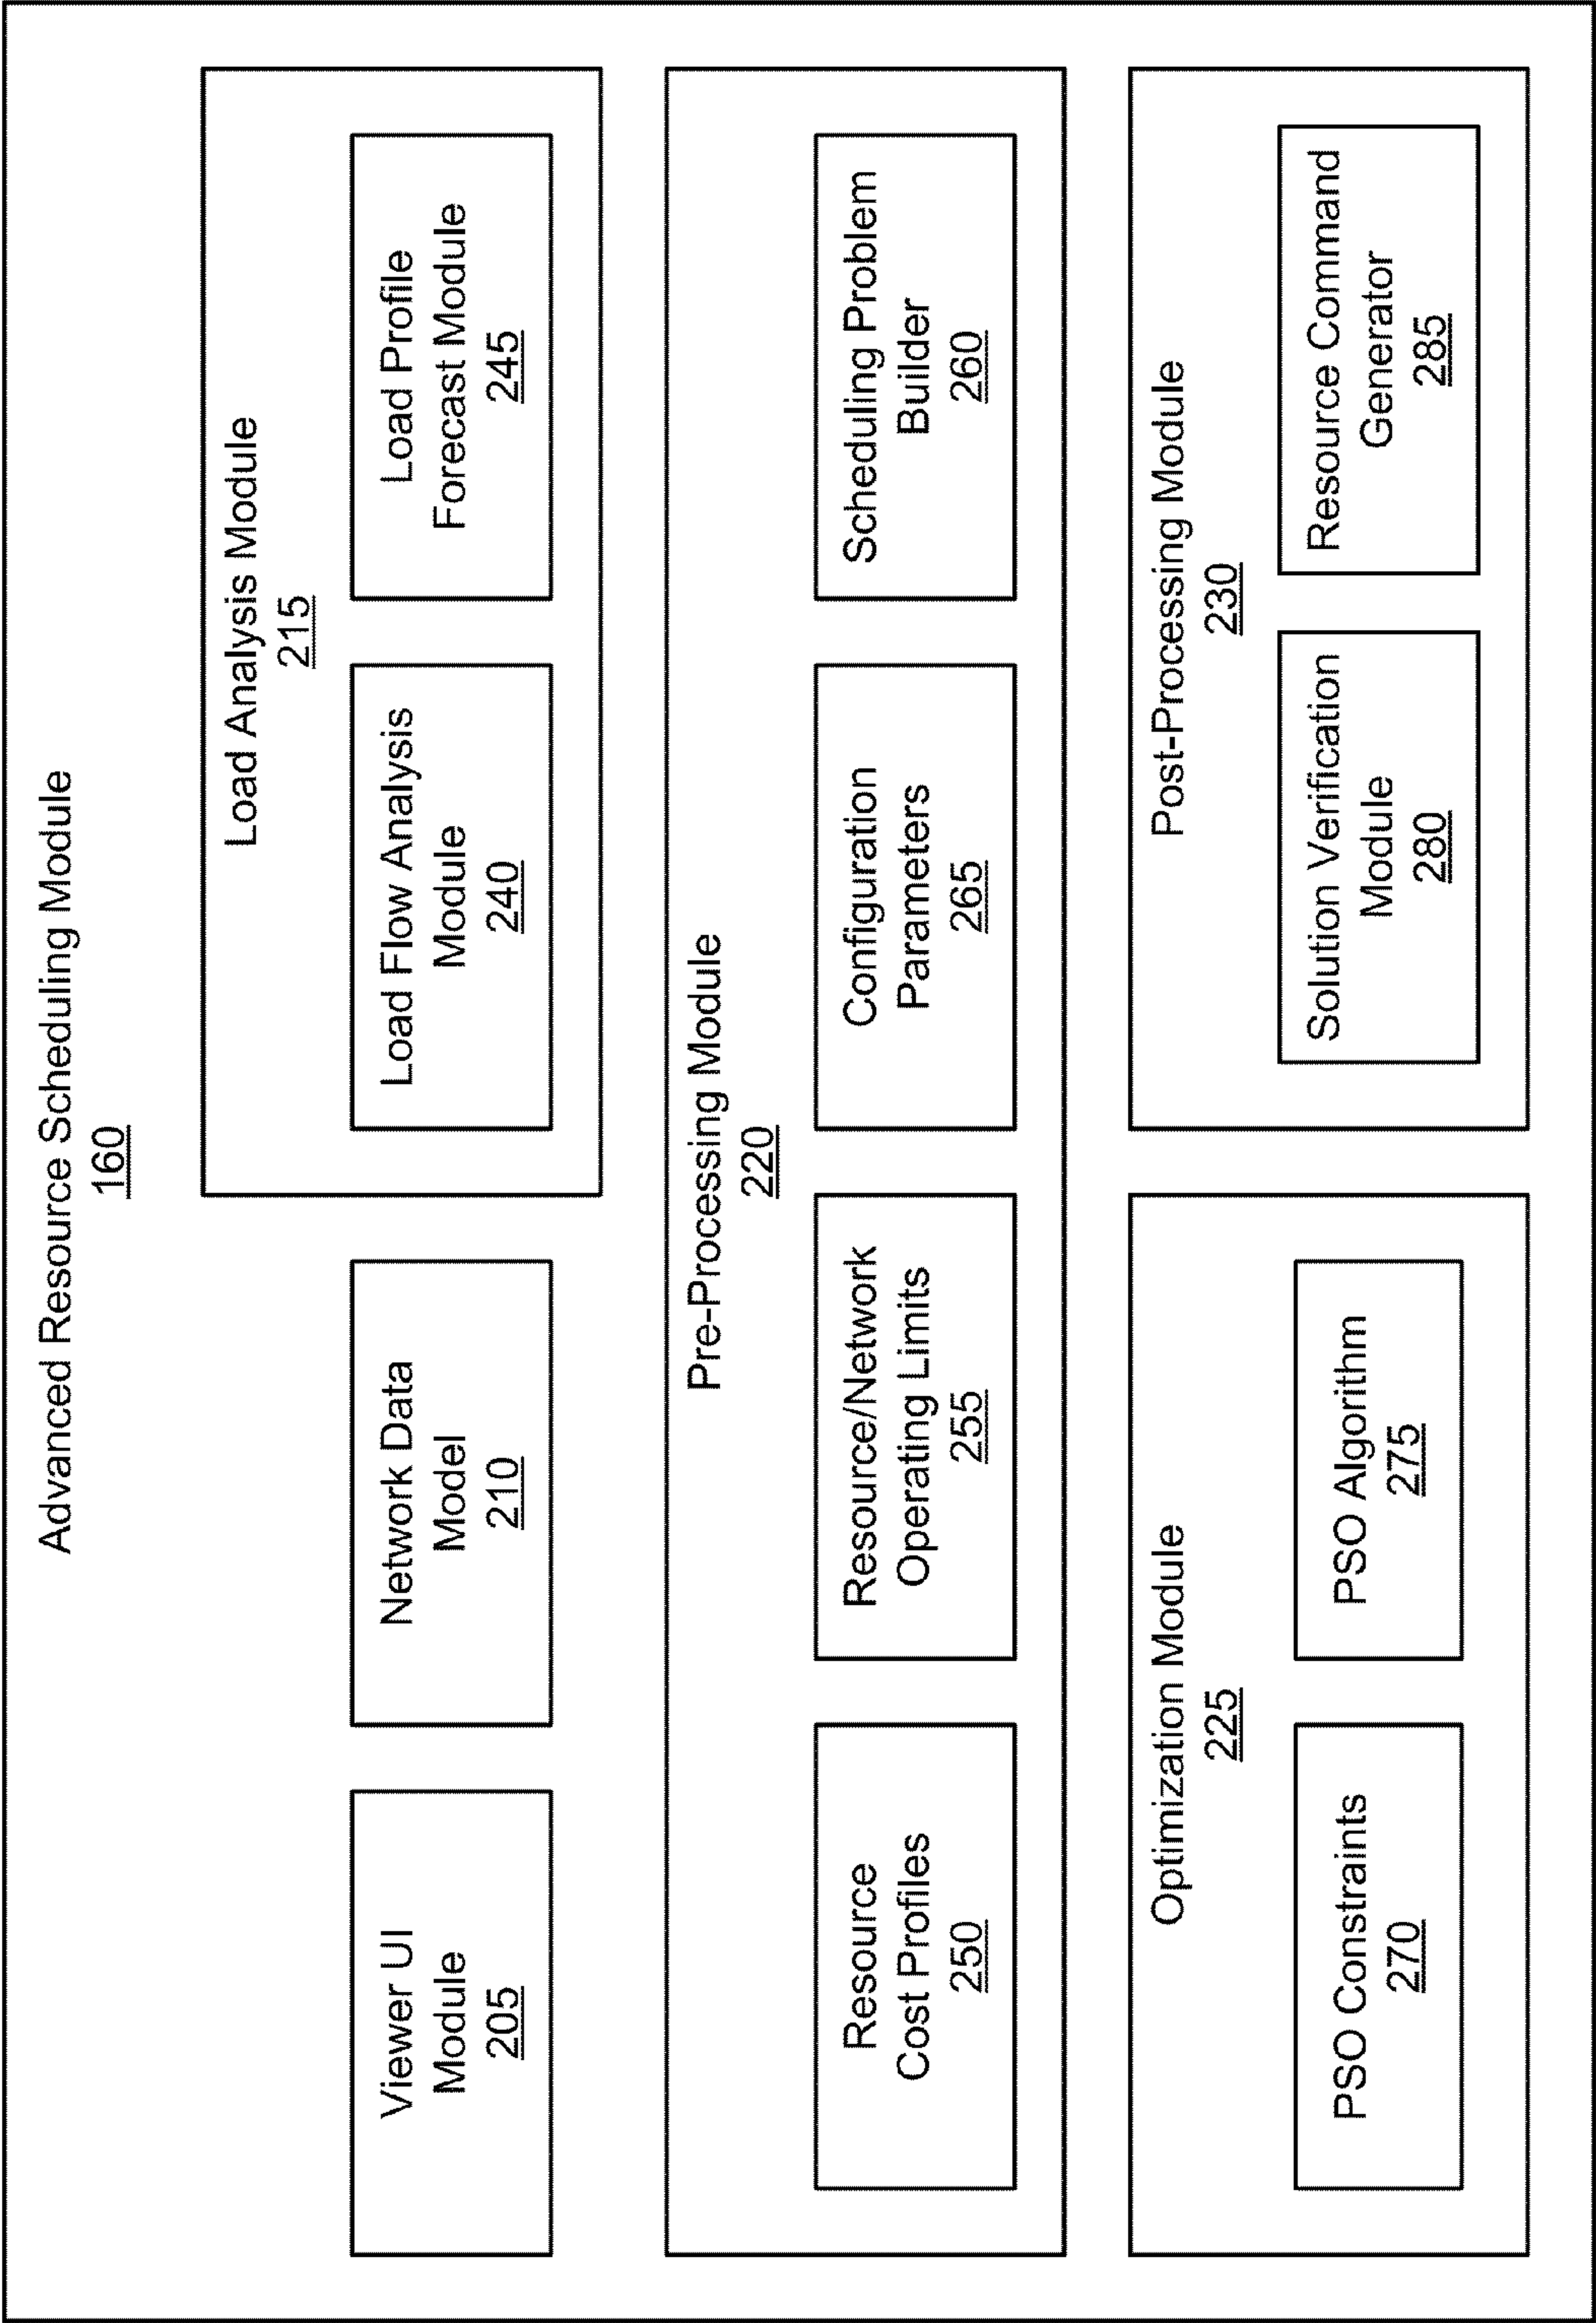 Advanced Resource Scheduling Module
160
Viewer UI
Module
205
Network Data
Model
210
Load Analysis Module
215
Load Flow Analysis
Module
240
Load Profile
Forecast Module
245
Pre-Processing Module
220
Resource
Cost Profiles
250
Resource/Network
Operating Limits
255
Configuration
Parameters
265
Scheduling Problem
Builder
260
Optimization Module
225
PSO Constraints
270
PSO Algorithm
275
Post-Processing Module
230
Solution Verification
Module
280
Resource Command
Generator
285